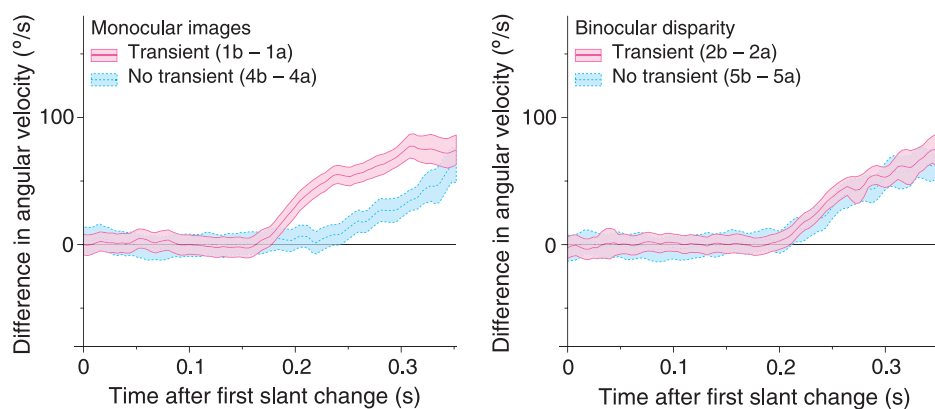 Difference in angular velocity (º/s)
Monocular images
Transient (1b – 1a)
No transient (4b – 4a)
100
0
0
0.1
0.2
0.3
Time after first slant change (s)
Difference in angular velocity (º/s)
Binocular disparity
Transient (2b – 2a)
No transient (5b – 5a)
100
0
0
0.1
0.2
0.3
Time after first slant change (s)